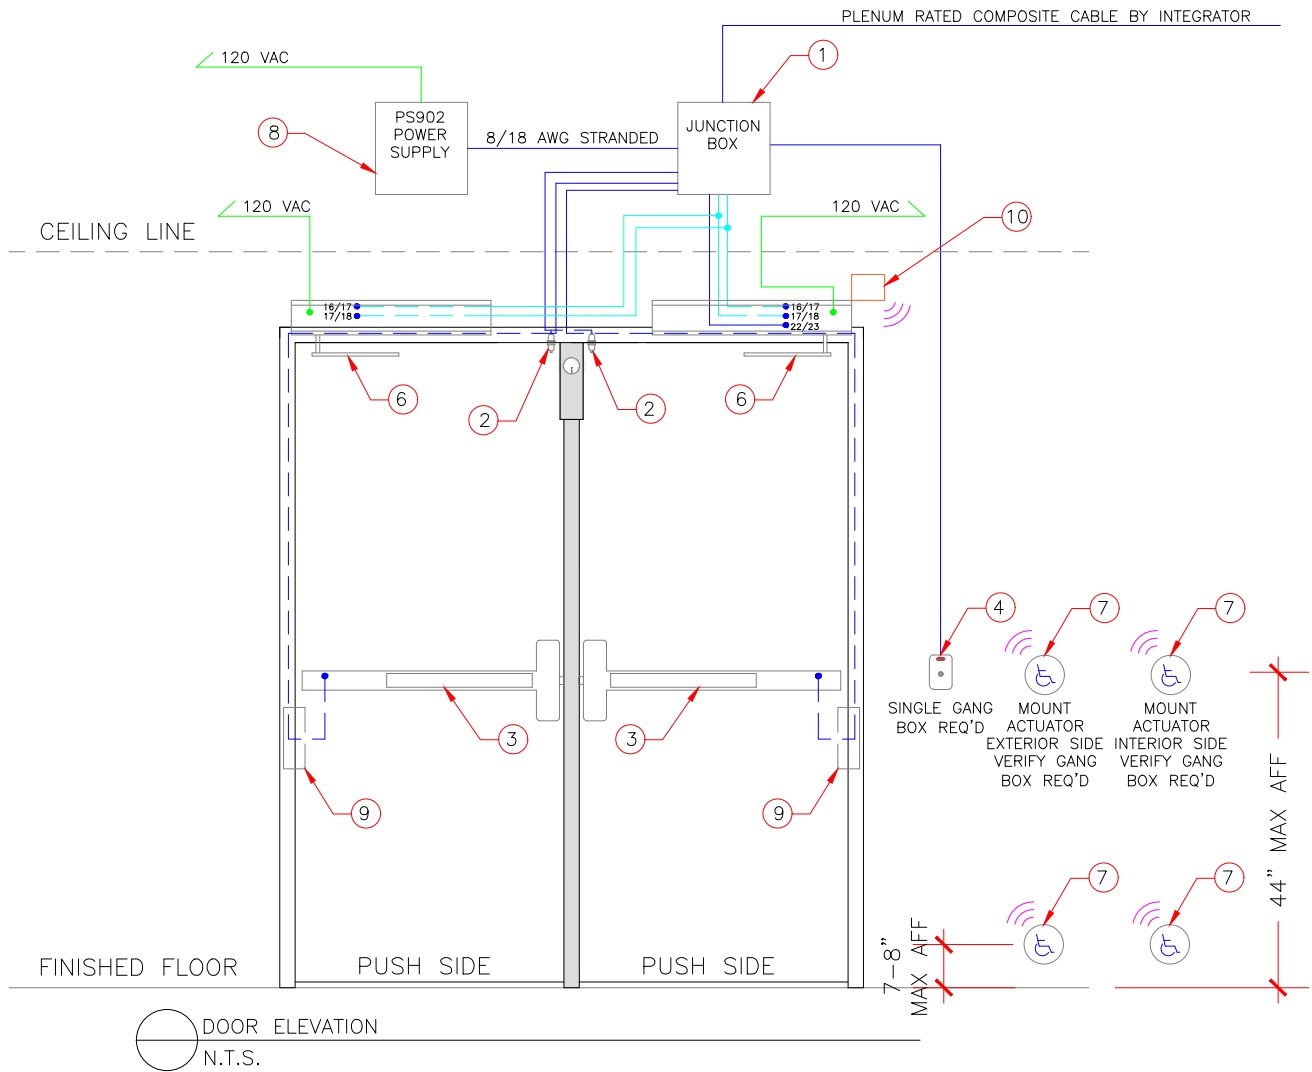 PLENUM RATED COMPOSITE CABLE BY INTEGRATOR
1
120 VAC
PS902
POWER
SUPPLY
8
8/18 AWG STRANDED
JUNCTION
BOX
120 VAC
120 VAC
10
CEILING LINE
16/17
17/18
16/17
17/18
22/23
6
2
2
6
4
7
7
SINGLE GANG
BOX REQ'D
MOUNT
ACTUATOR
EXTERIOR SIDE
VERIFY GANG
BOX REQ'D
MOUNT
ACTUATOR
INTERIOR SIDE
VERIFY GANG
BOX REQ'D
3
3
9
9
44" MAX AFF
7
7
7-8"
MAX AFF
FINISHED FLOOR
PUSH SIDE
PUSH SIDE
DOOR ELEVATION
N.T.S.